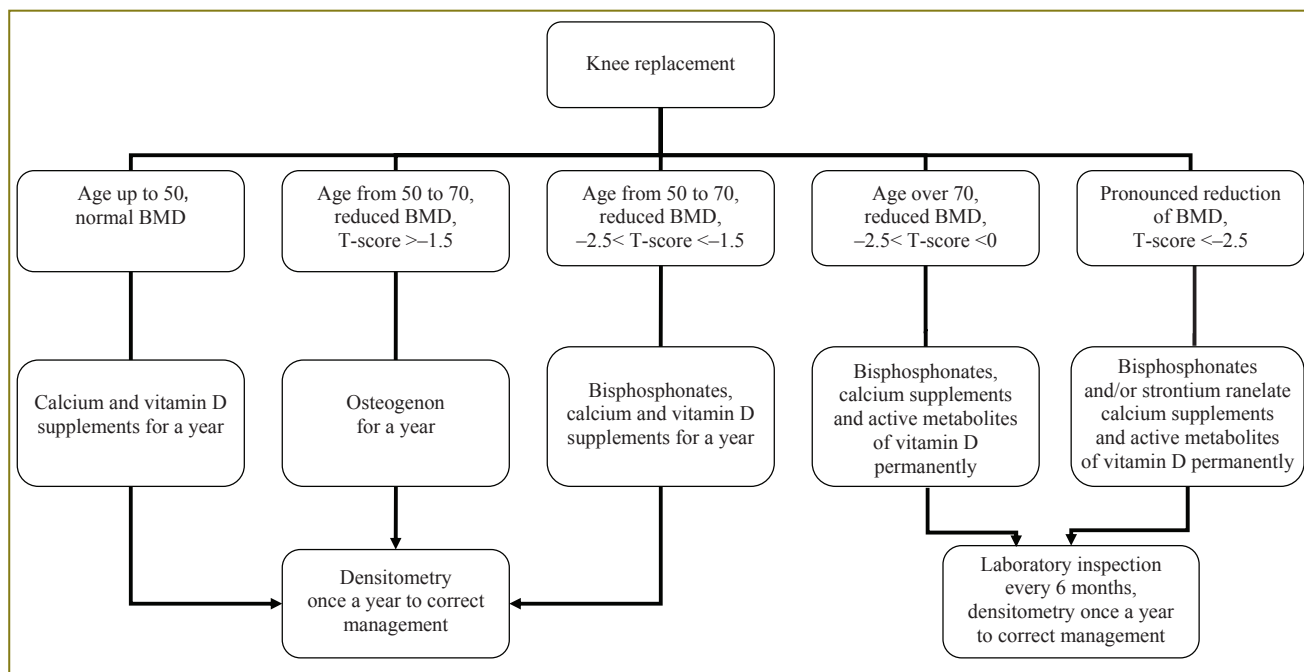 Knee replacement
Age up to 50,
normal BMD
Age from 50 to 70,
reduced BMD,
T-score >–1.5
Age from 50 to 70,
reduced BMD,
–2.5< T-score <–1.5
Age over 70,
reduced BMD,
–2.5< T-score <0
Pronounced reduction
of BMD,
T-score <–2.5
Calcium and vitamin D
supplements for a year
Osteogenon
for a year
Bisphosphonates,
calcium and vitamin D
supplements for a year
Bisphosphonates,
calcium supplements
and active metabolites
of vitamin D
permanently
Bisphosphonates
and/or strontium ranelate
calcium supplements
and active metabolites
of vitamin D permanently
Densitometry
once a year to correct
management
Laboratory inspection
every 6 months,
densitometry once a year
to correct management